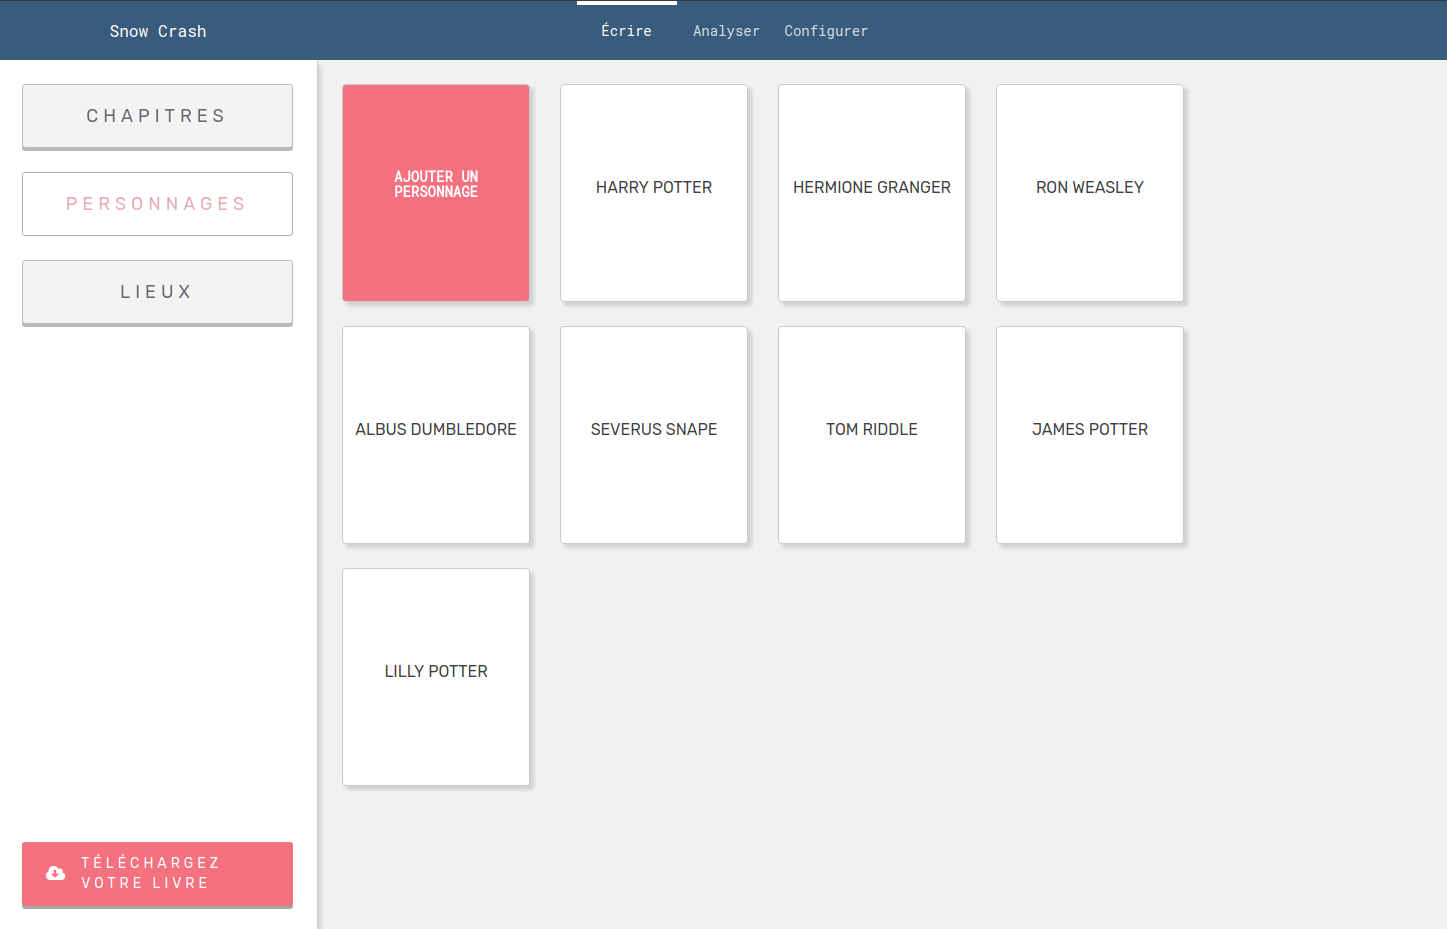 Snow Crash
Écrire
Analyser
Configurer
CHAPITRES
PERSONNAGES
LIEUX
TÉLÉCHARGEZ
VOTRE LIVRE
AJOUTER UN
PERSONNAGE
HARRY POTTER
HERMIONE GRANGER
RON WEASLEY
ALBUS DUMBLEDORE
SEVERUS SNAPE
TOM RIDDLE
JAMES POTTER
LILLY POTTER